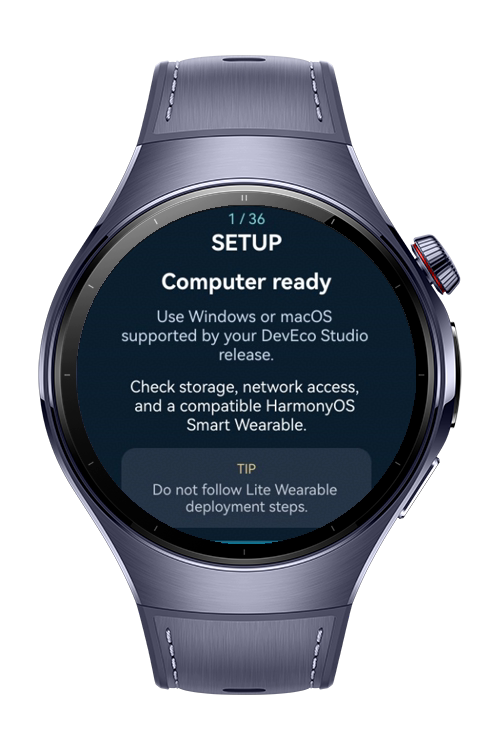 1 / 36
SETUP
Computer ready
Use Windows or macOS
supported by your DevEco Studio
release.
Check storage, network access,
and a compatible HarmonyOS
Smart Wearable.
TIP
Do not follow Lite Wearable
deployment steps.